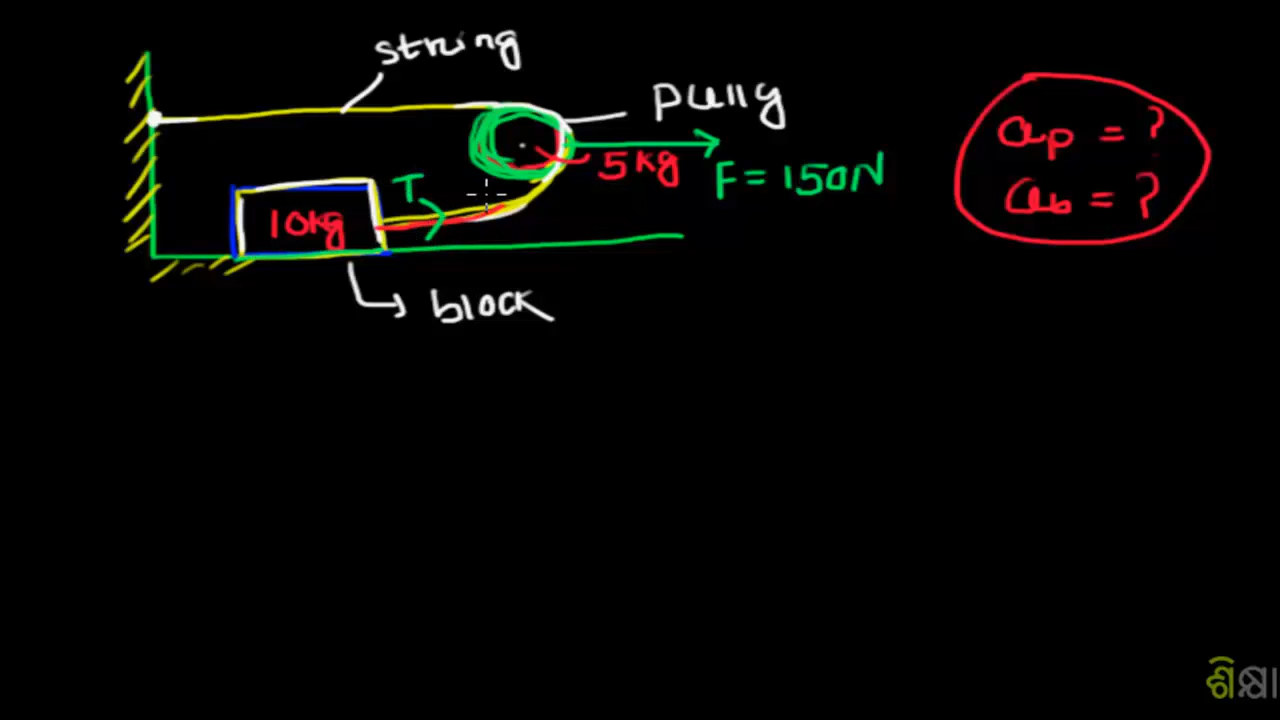 string
pully
5kg
F = 150N
T
10kg
block
ap = ?
ab = ?
ଶିକ୍ଷା